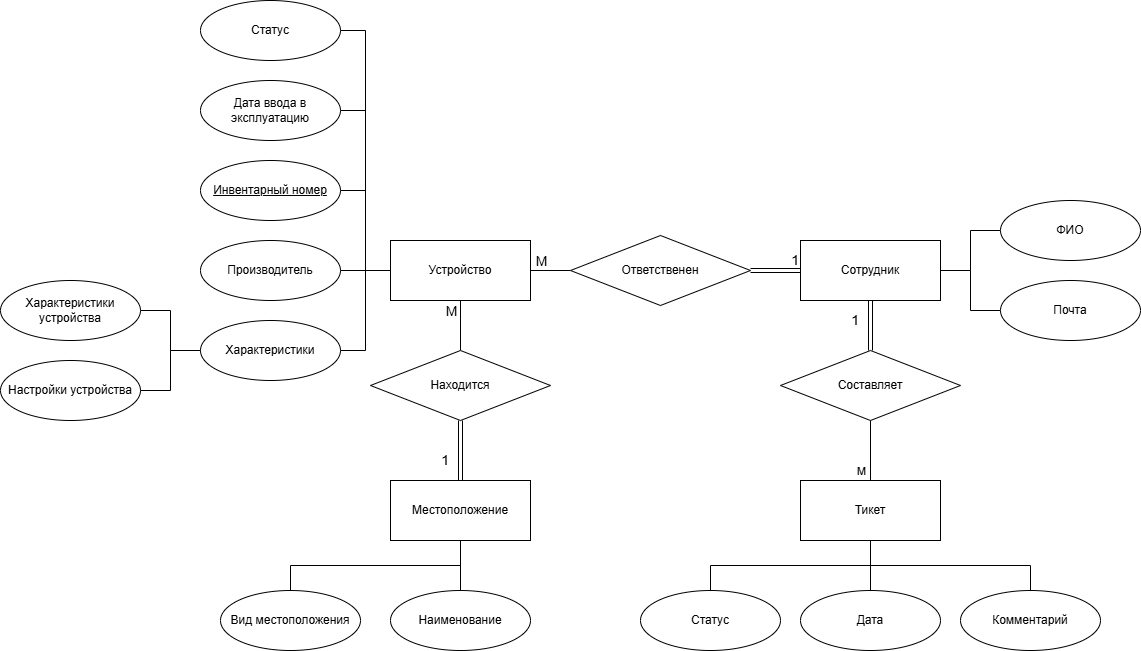 Статус
Дата ввода в
эксплуатацию
Инвентарный номер
Производитель
Характеристики
Характеристики
устройства
Настройки устройства
Устройство
M
Ответственен
1
Сотрудник
ФИО
Почта
M
Находится
1
Местоположение
Вид местоположения
Наименование
1
Составляет
м
Тикет
Статус
Дата
Комментарий